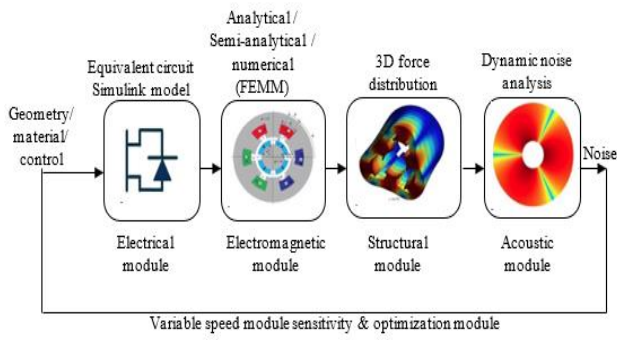 Analytical /
Semi-analytical /
numerical
(FEMM)
Equivalent circuit
Simulink model
3D force
distribution
Dynamic noise
analysis
Geometry/
material/
control
Noise
Electrical
module
Electromagnetic
module
Structural
module
Acoustic
module
Variable speed module sensitivity & optimization module